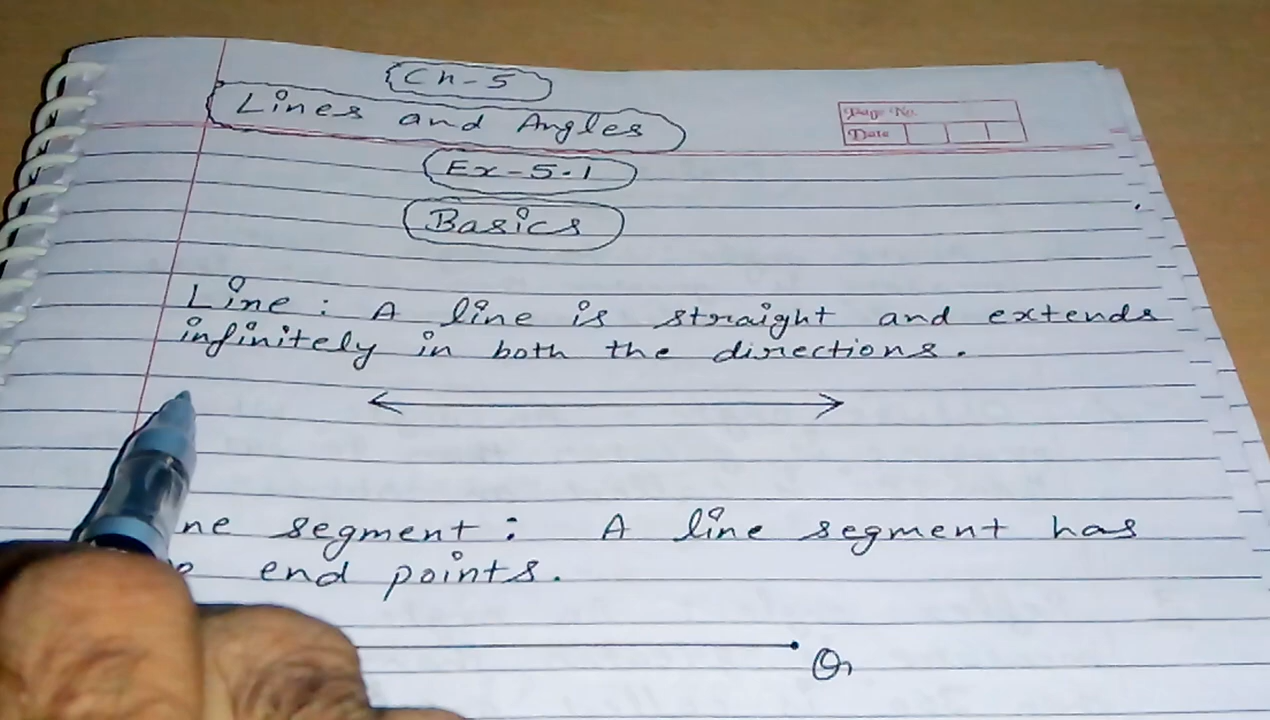 Ch-5
Lines and Angles
Page No.
Date
Ex-5.1
Basics
Line : A line is straight and extends
infinitely in both the directions.
ne segment : A line segment has
end points.
Q